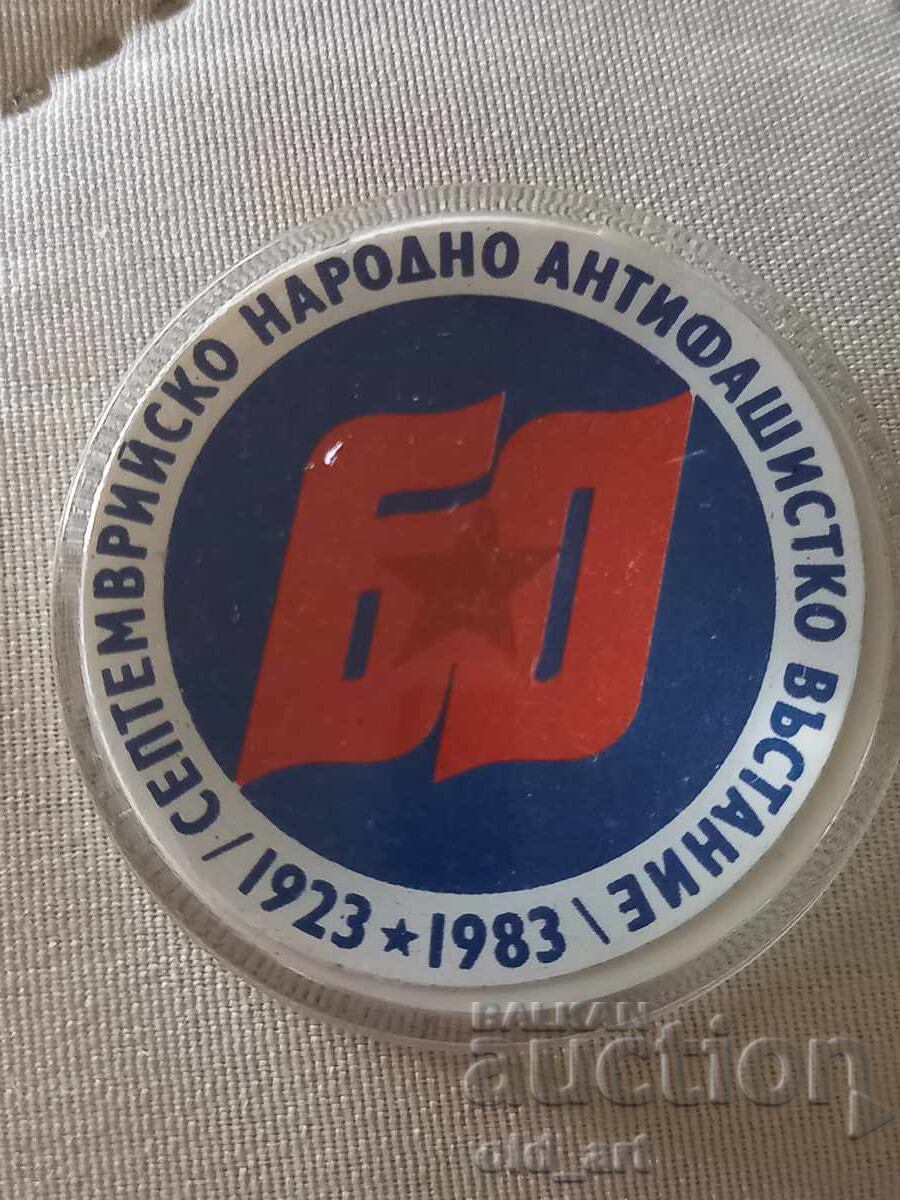 СЕПТЕМВРИЙСКО НАРОДНО АНТИФАШИСТКО ВЪСТАНИЕ
/ 1923 ★ 1983 /
60
BALKAN
auction
old_art